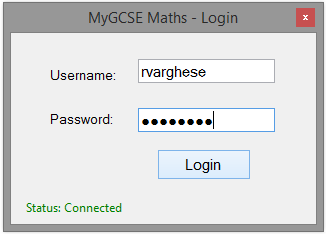 MyGCSE Maths - Login
x
Username: rvarghese
Password: ●●●●●●●●
Login
Status: Connected